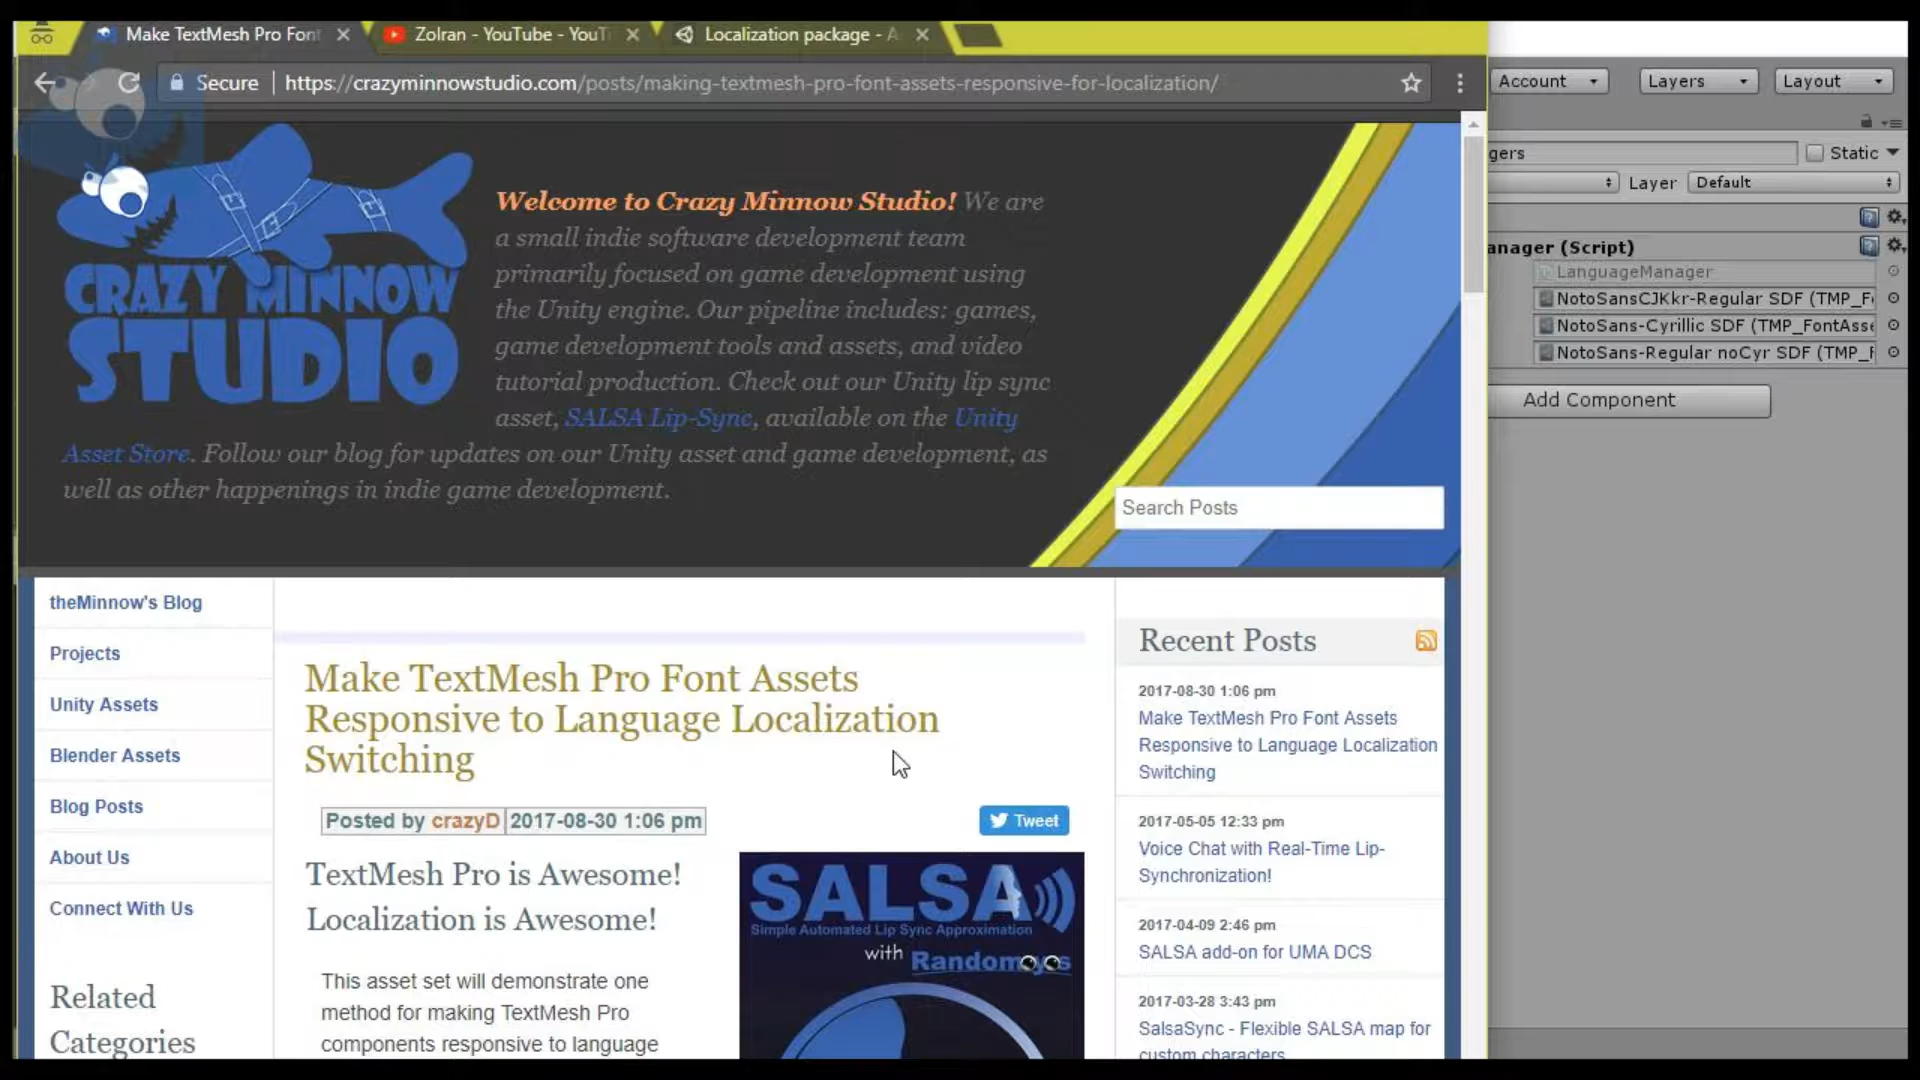 Make TextMesh Pro Font
Zolran - YouTube - YouT
Localization package - A
Secure
https://crazyminnowstudio.com/posts/making-textmesh-pro-font-assets-responsive-for-localization/
Account
Layers
Layout
gers
Static
Layer
Default
anager (Script)
LanguageManager
NotoSansCJKkr-Regular SDF (TMP_F
NotoSans-Cyrillic SDF (TMP_FontAsse
NotoSans-Regular noCyr SDF (TMP_F
Add Component
CRAZY MINNOW
STUDIO
Welcome to Crazy Minnow Studio! We are
a small indie software development team
primarily focused on game development using
the Unity engine. Our pipeline includes: games,
game development tools and assets, and video
tutorial production. Check out our Unity lip sync
asset, SALSA Lip-Sync, available on the Unity
Asset Store. Follow our blog for updates on our Unity asset and game development, as
well as other happenings in indie game development.
Search Posts
theMinnow's Blog
Projects
Unity Assets
Blender Assets
Blog Posts
About Us
Connect With Us
Related
Categories
Make TextMesh Pro Font Assets
Responsive to Language Localization
Switching
Posted by crazyD 2017-08-30 1:06 pm
Tweet
TextMesh Pro is Awesome!
Localization is Awesome!
This asset set will demonstrate one
method for making TextMesh Pro
components responsive to language
SALSA
Simple Automated Lip Sync Approximation
with RandomEyes
Recent Posts
2017-08-30 1:06 pm
Make TextMesh Pro Font Assets
Responsive to Language Localization
Switching
2017-05-05 12:33 pm
Voice Chat with Real-Time Lip-
Synchronization!
2017-04-09 2:46 pm
SALSA add-on for UMA DCS
2017-03-28 3:43 pm
SalsaSync - Flexible SALSA map for
custom characters